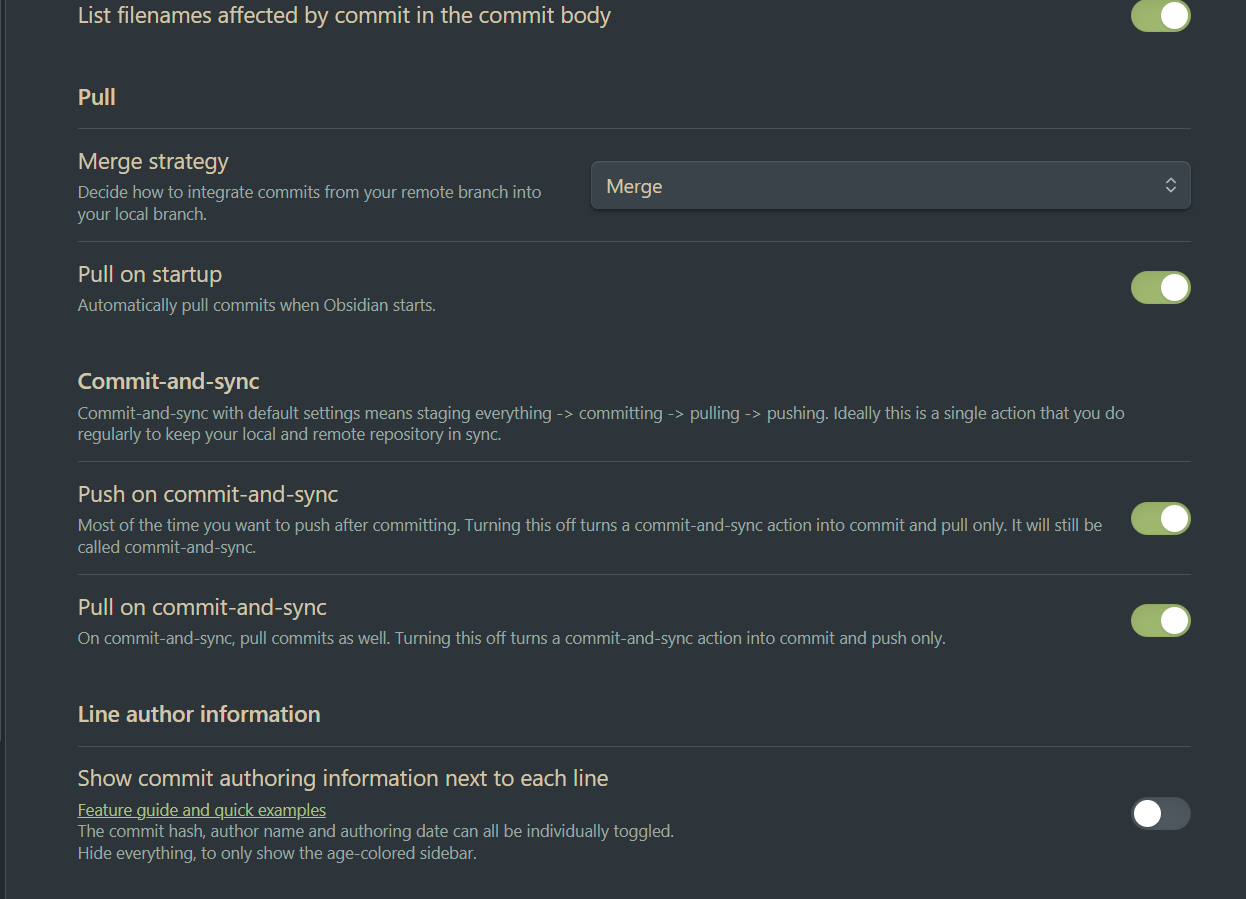 List filenames affected by commit in the commit body
Pull
Merge strategy
Decide how to integrate commits from your remote branch into
your local branch.
Merge
Pull on startup
Automatically pull commits when Obsidian starts.
Commit-and-sync
Commit-and-sync with default settings means staging everything -> committing -> pulling -> pushing. Ideally this is a single action that you do
regularly to keep your local and remote repository in sync.
Push on commit-and-sync
Most of the time you want to push after committing. Turning this off turns a commit-and-sync action into commit and pull only. It will still be
called commit-and-sync.
Pull on commit-and-sync
On commit-and-sync, pull commits as well. Turning this off turns a commit-and-sync action into commit and push only.
Line author information
Show commit authoring information next to each line
Feature guide and quick examples
The commit hash, author name and authoring date can all be individually toggled.
Hide everything, to only show the age-colored sidebar.